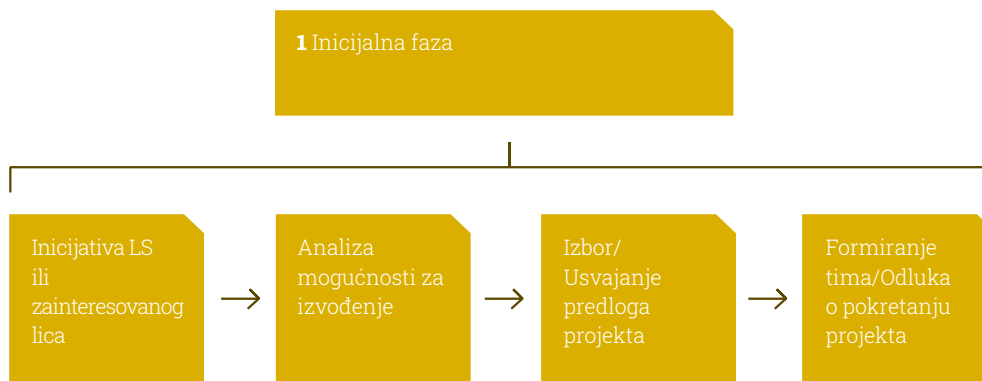 1 Inicijalna faza
Inicijativa LS
ili
zainteresovanog
lica
Analiza
mogućnosti za
izvođenje
Izbor/
Usvajanje
predloga
projekta
Formiranje
tima/Odluka
o pokretanju
projekta